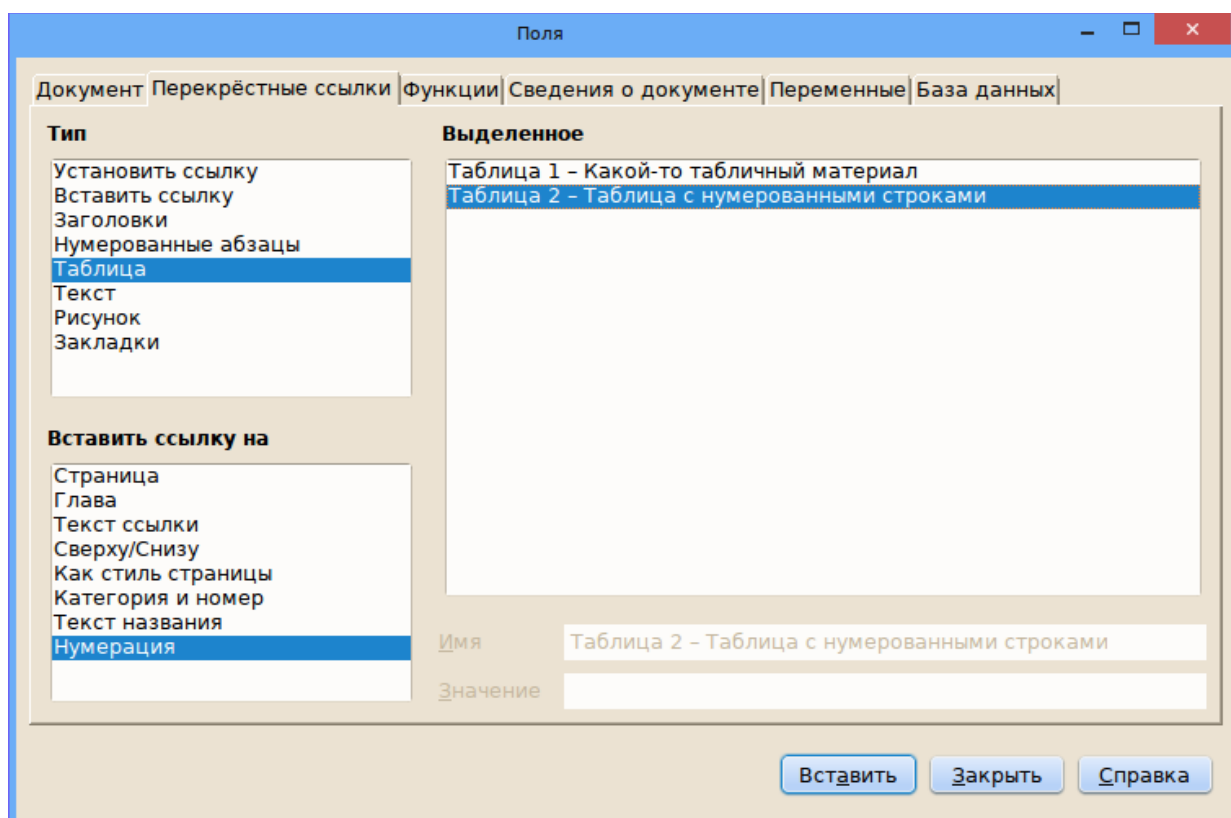 Поля
Документ Перекрёстные ссылки Функции Сведения о документе Переменные База данных
Тип
Установить ссылку
Вставить ссылку
Заголовки
Нумерованные абзацы
Таблица
Текст
Рисунок
Закладки
Вставить ссылку на
Страница
Глава
Текст ссылки
Сверху/Снизу
Как стиль страницы
Категория и номер
Текст названия
Нумерация
Выделенное
Таблица 1 – Какой-то табличный материал
Таблица 2 – Таблица с нумерованными строками
Имя Таблица 2 – Таблица с нумерованными строками
Значение
Вставить Закрыть Справка